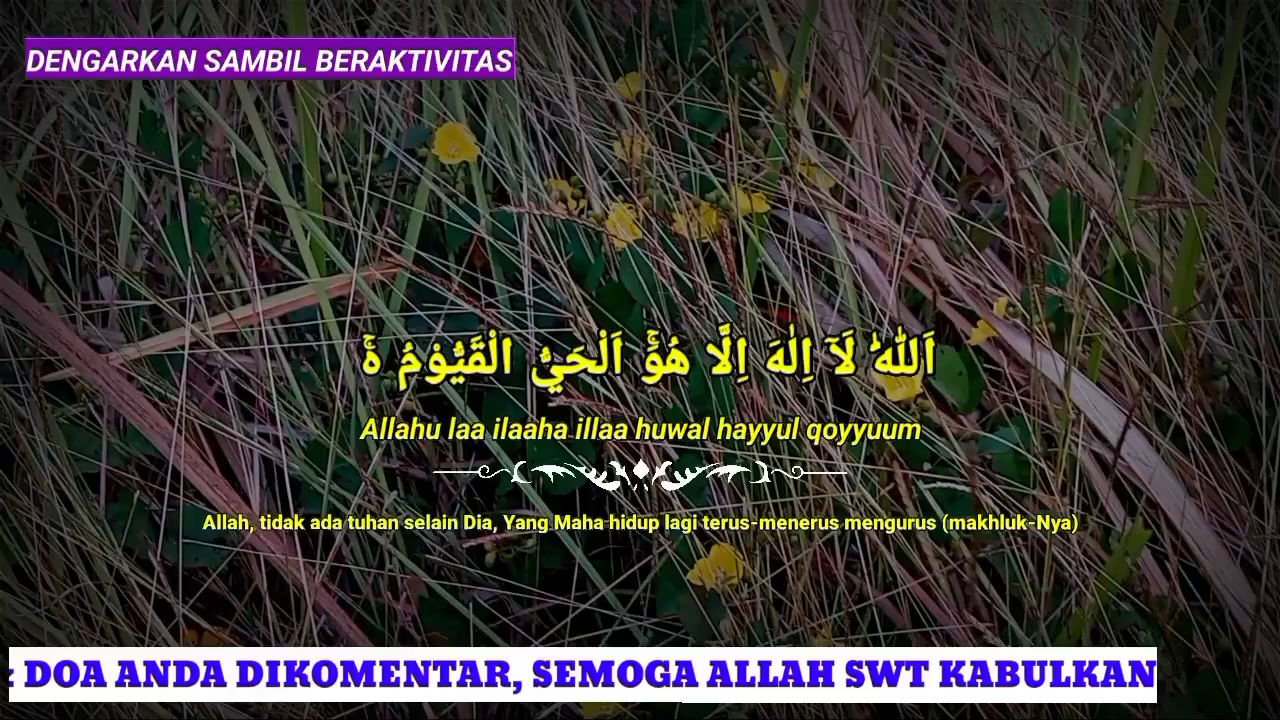 DENGARKAN SAMBIL BERAKTIVITAS
اَللّٰهُ لَآ اِلٰهَ اِلَّا هُوَۚ اَلْحَيُّ الْقَيُّوْمُ ەۚ
Allahu laa ilaaha illaa huwal hayyul qoyyuum
Allah, tidak ada tuhan selain Dia, Yang Maha hidup lagi terus-menerus mengurus (makhluk-Nya)
: DOA ANDA DIKOMENTAR, SEMOGA ALLAH SWT KABULKAN